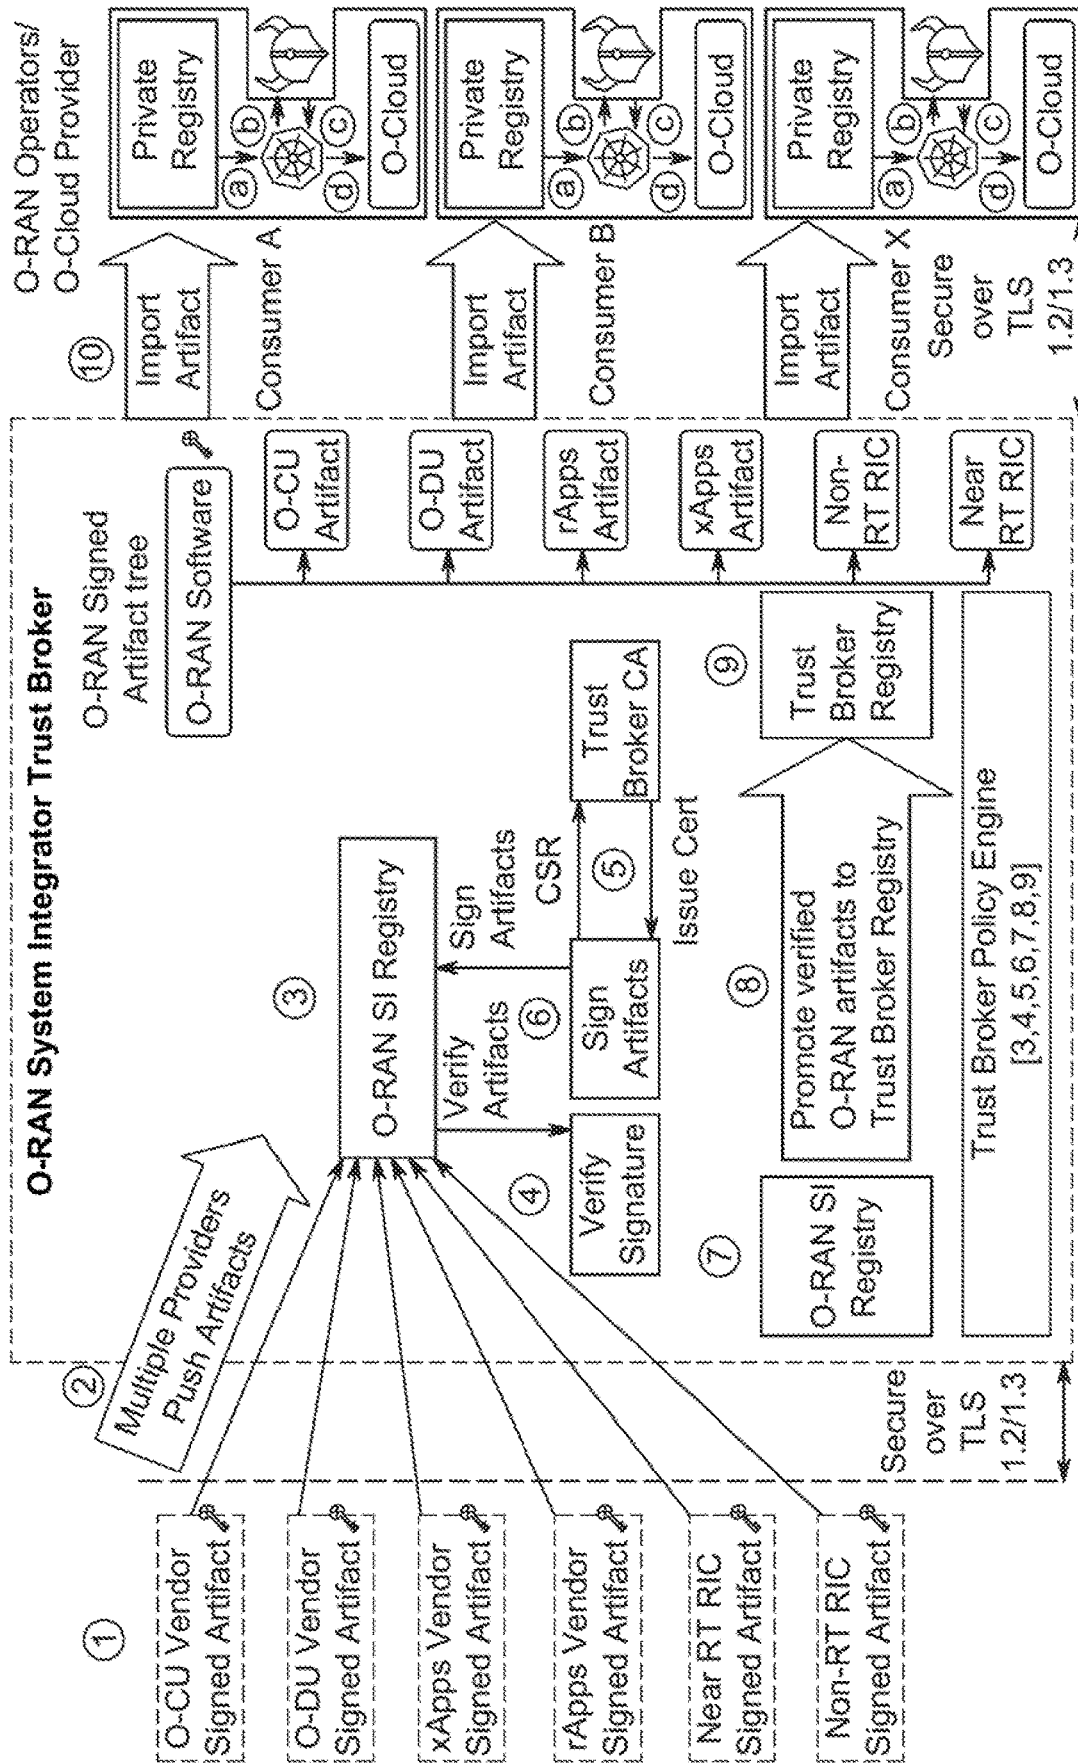 ①
O-CU Vendor
Signed Artifact
O-DU Vendor
Signed Artifact
xApps Vendor
Signed Artifact
rApps Vendor
Signed Artifact
Near RT RIC
Signed Artifact
Non-RT RIC
Signed Artifact
②
Multiple Providers
Push Artifacts
Secure
over
TLS
1.2/1.3
O-RAN System Integrator Trust Broker
③
O-RAN SI Registry
Verify
Artifacts
④
Verify
Signature
⑥
Sign
Artifacts
Sign
Artifacts
CSR
⑤
Issue Cert
Trust
Broker CA
⑦
O-RAN SI
Registry
⑧
Promote verified
O-RAN artifacts to
Trust Broker Registry
⑨
Trust
Broker
Registry
Trust Broker Policy Engine
[3,4,5,6,7,8,9]
O-RAN Signed
Artifact tree
O-RAN Software
O-CU
Artifact
O-DU
Artifact
rApps
Artifact
xApps
Artifact
Non-
RT RIC
Near
RT RIC
O-RAN Operators/
O-Cloud Provider
⑩
Import
Artifact
Consumer A
Private
Registry
ⓐ
ⓑ
ⓒ
ⓓ
O-Cloud
Import
Artifact
Consumer B
Private
Registry
ⓐ
ⓑ
ⓒ
ⓓ
O-Cloud
Import
Artifact
Consumer X
Private
Registry
ⓐ
ⓑ
ⓒ
ⓓ
O-Cloud
Secure
over
TLS
1.2/1.3